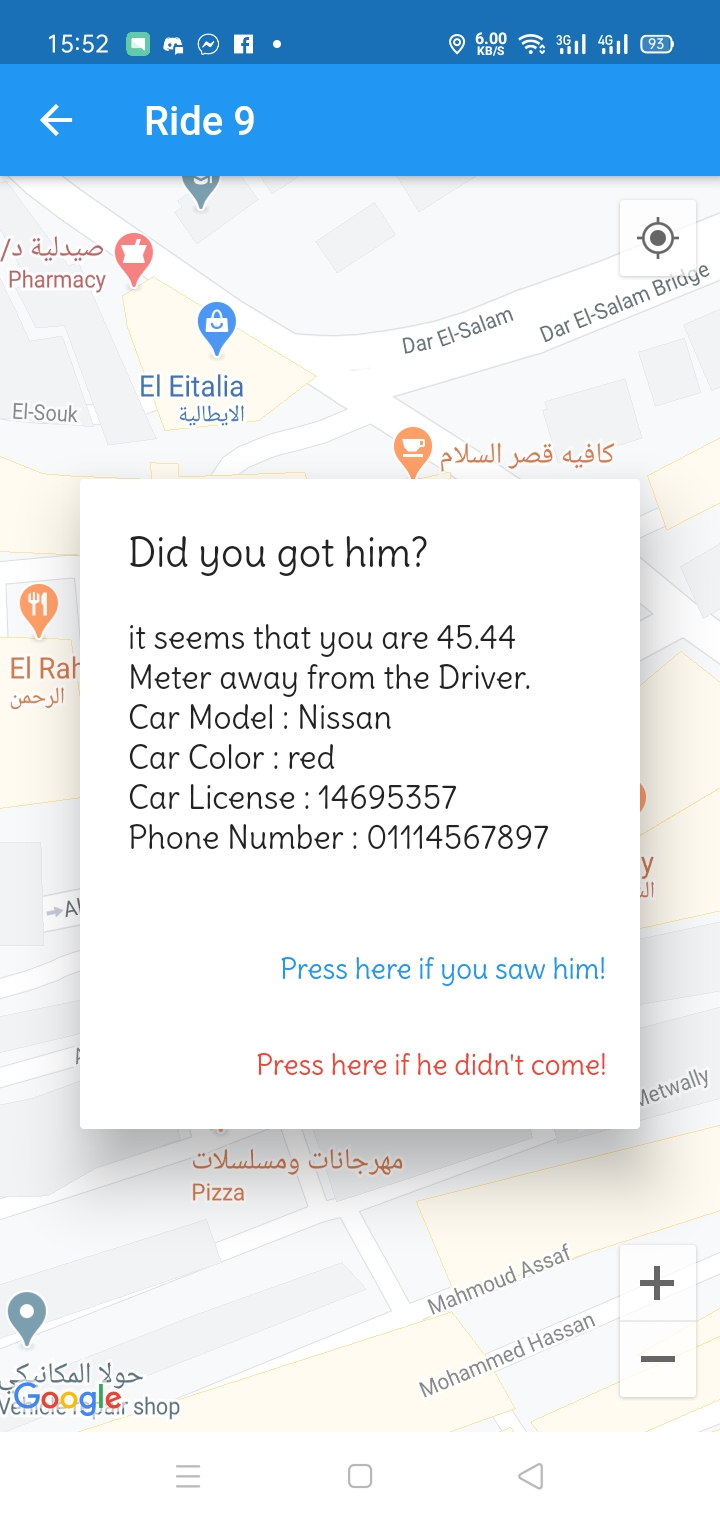 15:52
6.00
KB/S
3G
4G
93
Ride 9
صيدلية د/
Pharmacy
Dar El-Salam
Dar El-Salam Bridge
El Eitalia
الايطالية
El-Souk
كافيه قصر السلام
Did you got him?
it seems that you are 45.44
Meter away from the Driver.
Car Model : Nissan
Car Color : red
Car License : 14695357
Phone Number : 01114567897
El Rah
الرحمن
Press here if you saw him!
Press here if he didn't come!
Metwally
مهرجانات ومسلسلات
Pizza
Mahmoud Assaf
Mohammed Hassan
حولا المكانيكي
Google
Vehicle repair shop